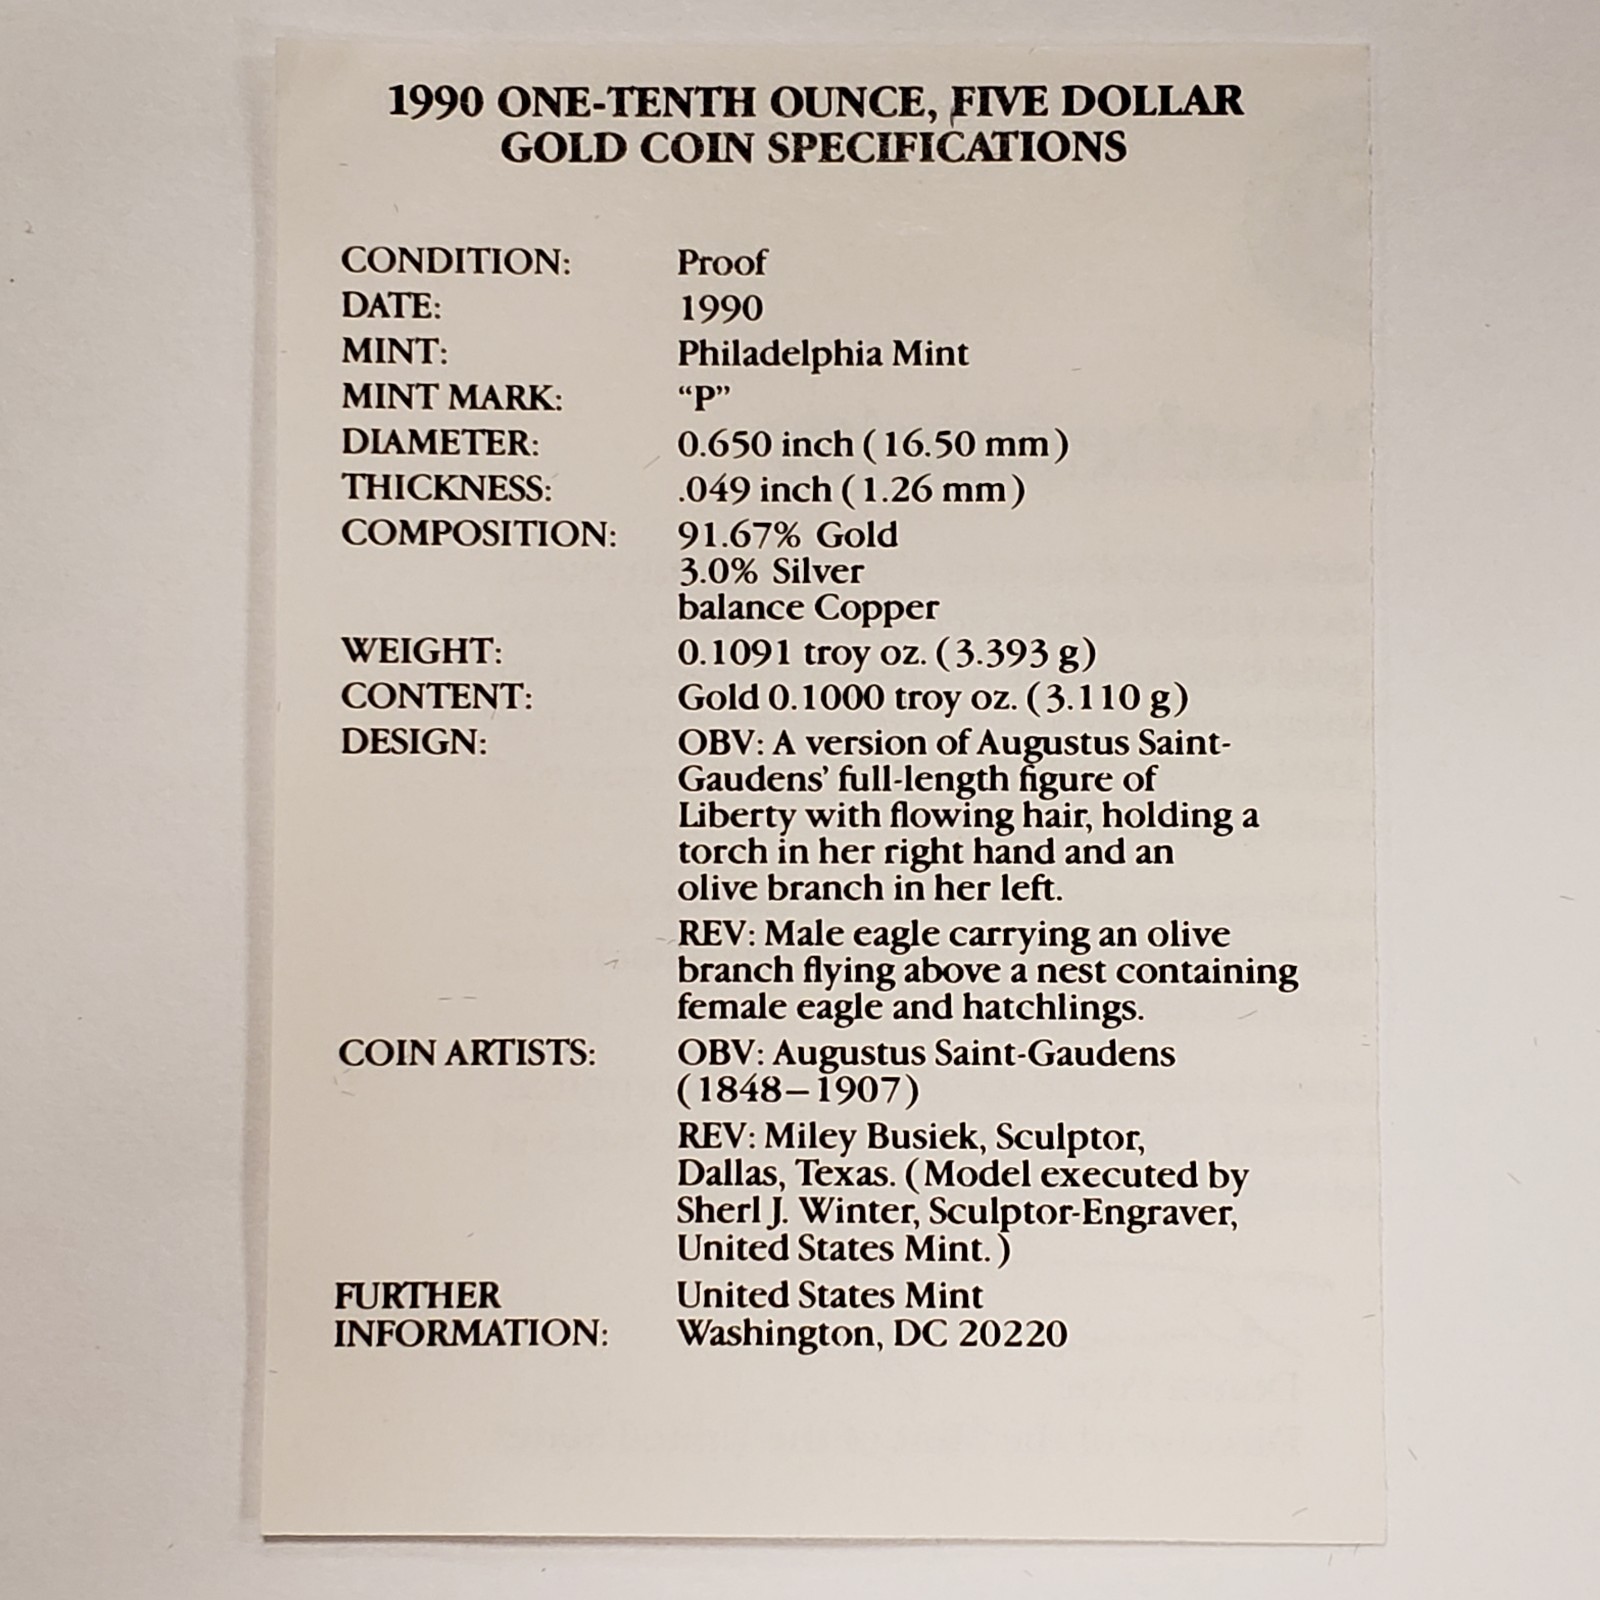 1990 ONE-TENTH OUNCE, FIVE DOLLAR
GOLD COIN SPECIFICATIONS
CONDITION: Proof
DATE: 1990
MINT: Philadelphia Mint
MINT MARK: “P”
DIAMETER: 0.650 inch (16.50 mm)
THICKNESS: .049 inch (1.26 mm)
COMPOSITION: 91.67% Gold
3.0% Silver
balance Copper
WEIGHT: 0.1091 troy oz. (3.393 g)
CONTENT: Gold 0.1000 troy oz. (3.110 g)
DESIGN: OBV: A version of Augustus Saint-
Gaudens’ full-length figure of
Liberty with flowing hair, holding a
torch in her right hand and an
olive branch in her left.
REV: Male eagle carrying an olive
branch flying above a nest containing
female eagle and hatchlings.
COIN ARTISTS: OBV: Augustus Saint-Gaudens
(1848–1907)
REV: Miley Busiek, Sculptor,
Dallas, Texas. (Model executed by
Sherl J. Winter, Sculptor-Engraver,
United States Mint.)
FURTHER United States Mint
INFORMATION: Washington, DC 20220